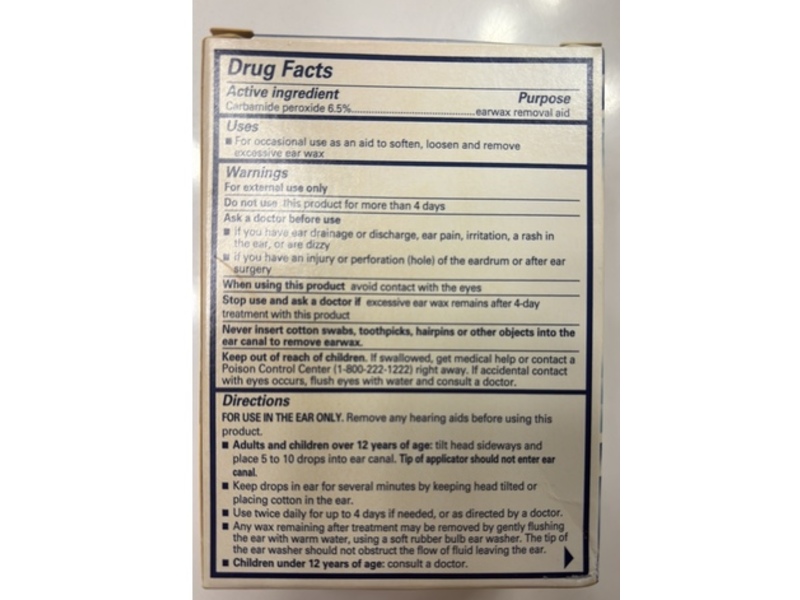 Drug Facts
Active ingredient Purpose
Carbamide peroxide 6.5%..............................earwax removal aid
Uses
■ For occasional use as an aid to soften, loosen and remove
excessive ear wax
Warnings
For external use only
Do not use this product for more than 4 days
Ask a doctor before use
■ If you have ear drainage or discharge, ear pain, irritation, a rash in
the ear, or are dizzy
■ if you have an injury or perforation (hole) of the eardrum or after ear
surgery
When using this product avoid contact with the eyes
Stop use and ask a doctor if excessive ear wax remains after 4-day
treatment with this product
Never insert cotton swabs, toothpicks, hairpins or other objects into the
ear canal to remove earwax.
Keep out of reach of children. If swallowed, get medical help or contact a
Poison Control Center (1-800-222-1222) right away. If accidental contact
with eyes occurs, flush eyes with water and consult a doctor.
Directions
FOR USE IN THE EAR ONLY. Remove any hearing aids before using this
product.
■ Adults and children over 12 years of age: tilt head sideways and
place 5 to 10 drops into ear canal. Tip of applicator should not enter ear
canal.
■ Keep drops in ear for several minutes by keeping head tilted or
placing cotton in the ear.
■ Use twice daily for up to 4 days if needed, or as directed by a doctor.
■ Any wax remaining after treatment may be removed by gently flushing
the ear with warm water, using a soft rubber bulb ear washer. The tip of
the ear washer should not obstruct the flow of fluid leaving the ear.
■ Children under 12 years of age: consult a doctor.